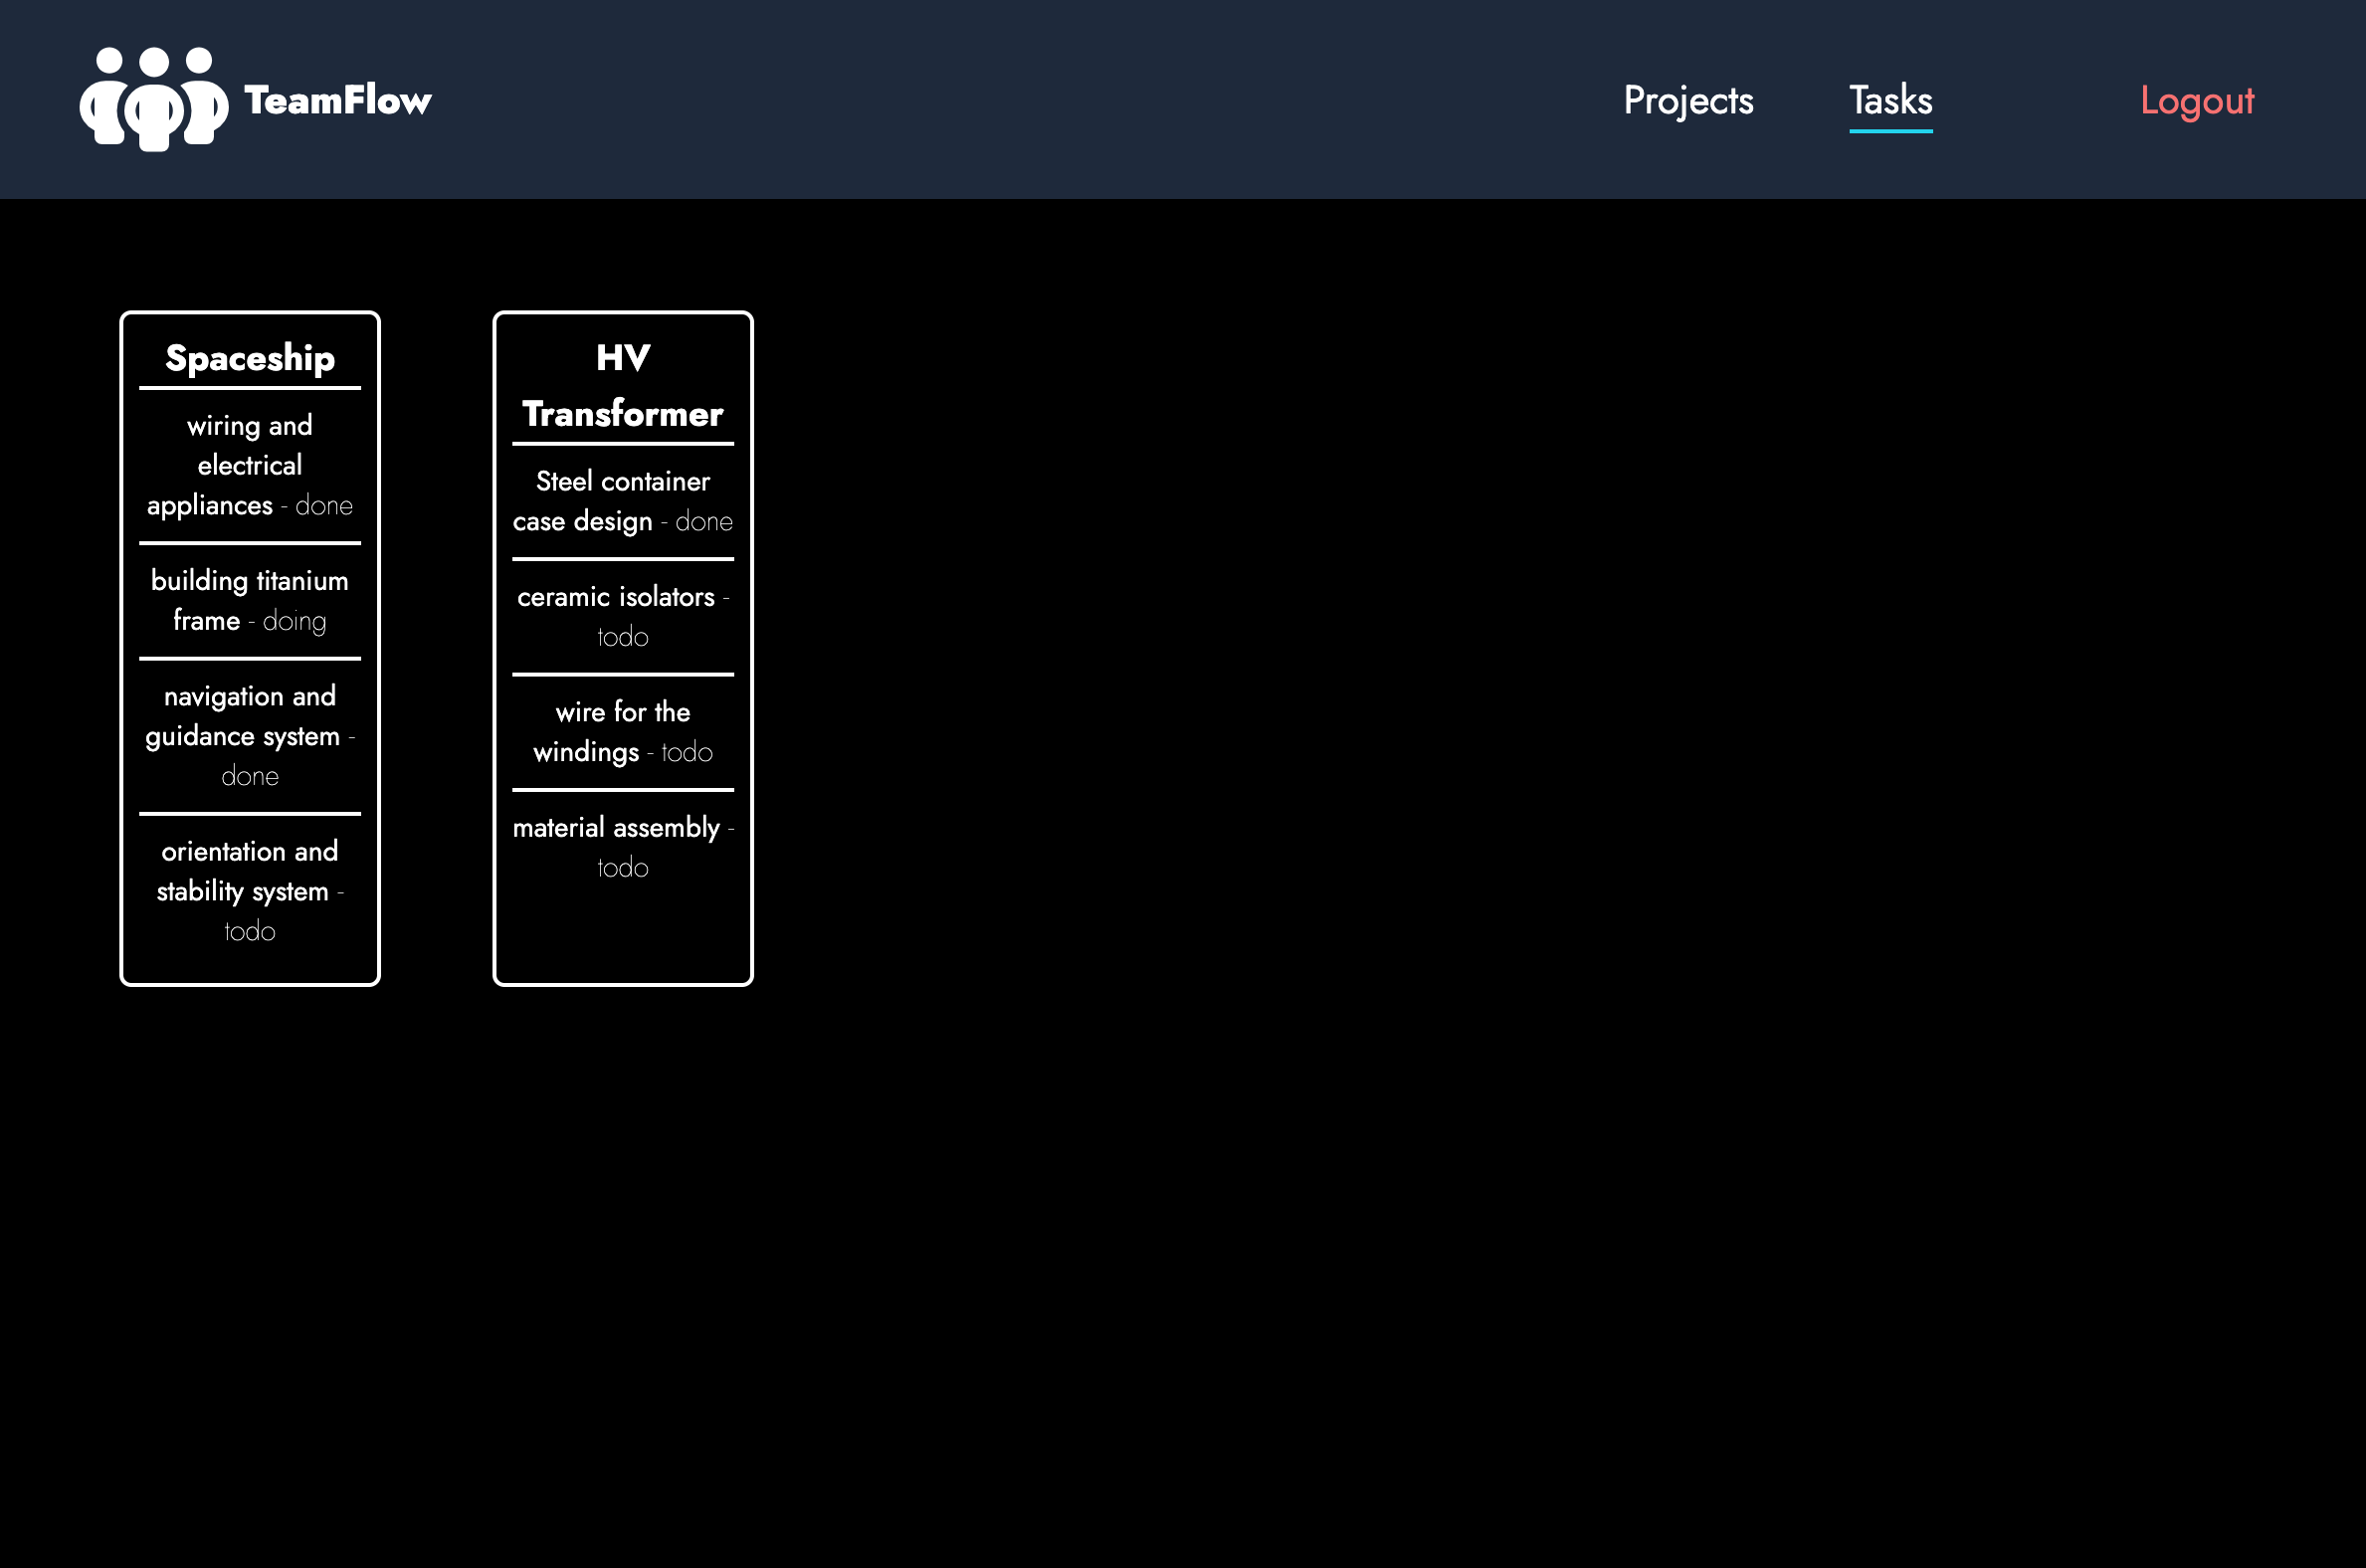 TeamFlow
Projects
Tasks
Logout
Spaceship
wiring and
electrical
appliances - done
building titanium
frame - doing
navigation and
guidance system -
done
orientation and
stability system -
todo
HV
Transformer
Steel container
case design - done
ceramic isolators -
todo
wire for the
windings - todo
material assembly -
todo